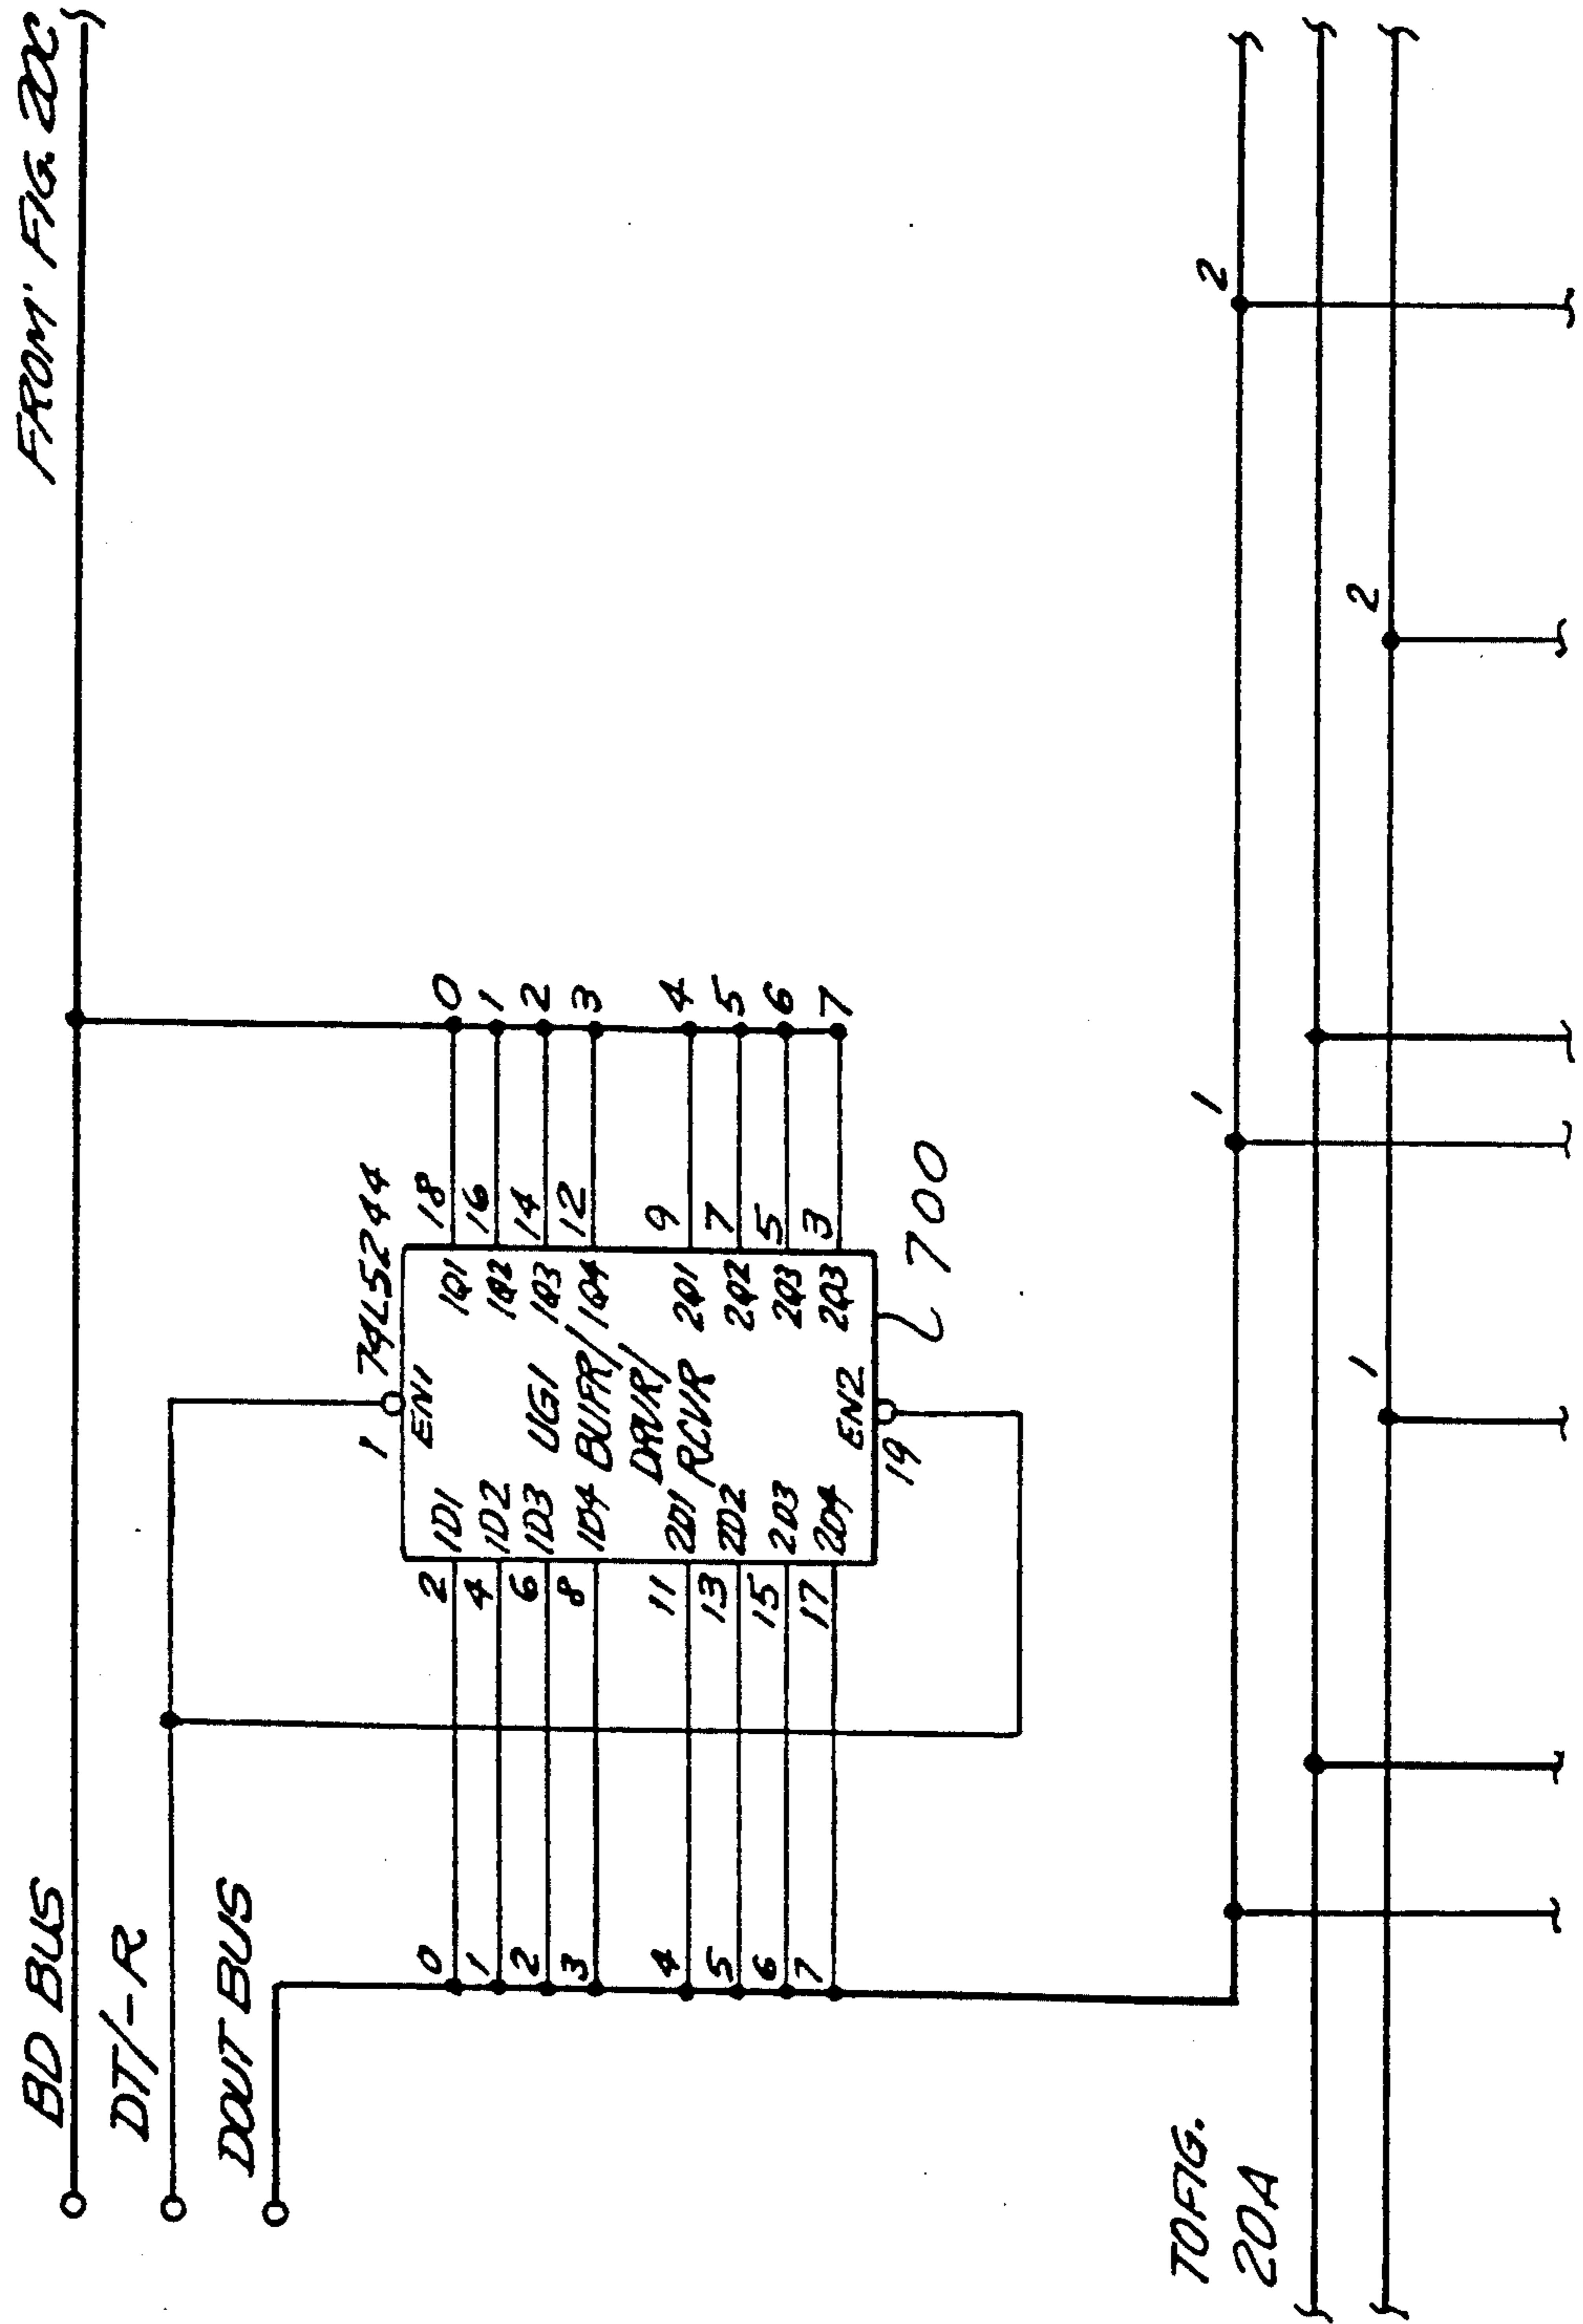 FROM FIG. 20C
BD BUS
DT/-R
DOUT BUS
74LS244
1
EN1
0 2 1D1 1Q1 18 0
1 4 1D2 1Q2 16 1
2 6 1D3 UG1 1Q3 14 2
3 8 1D4 BUFR/ 1Q4 12 3
DRVR/
4 11 2D1 RCVR 2Q1 9 4
5 13 2D2 2Q2 7 5
6 15 2D3 2Q3 5 6
7 17 2D4 EN2 2Q3 3 7
19
700
TO FIG.
20A
1 2
1 2